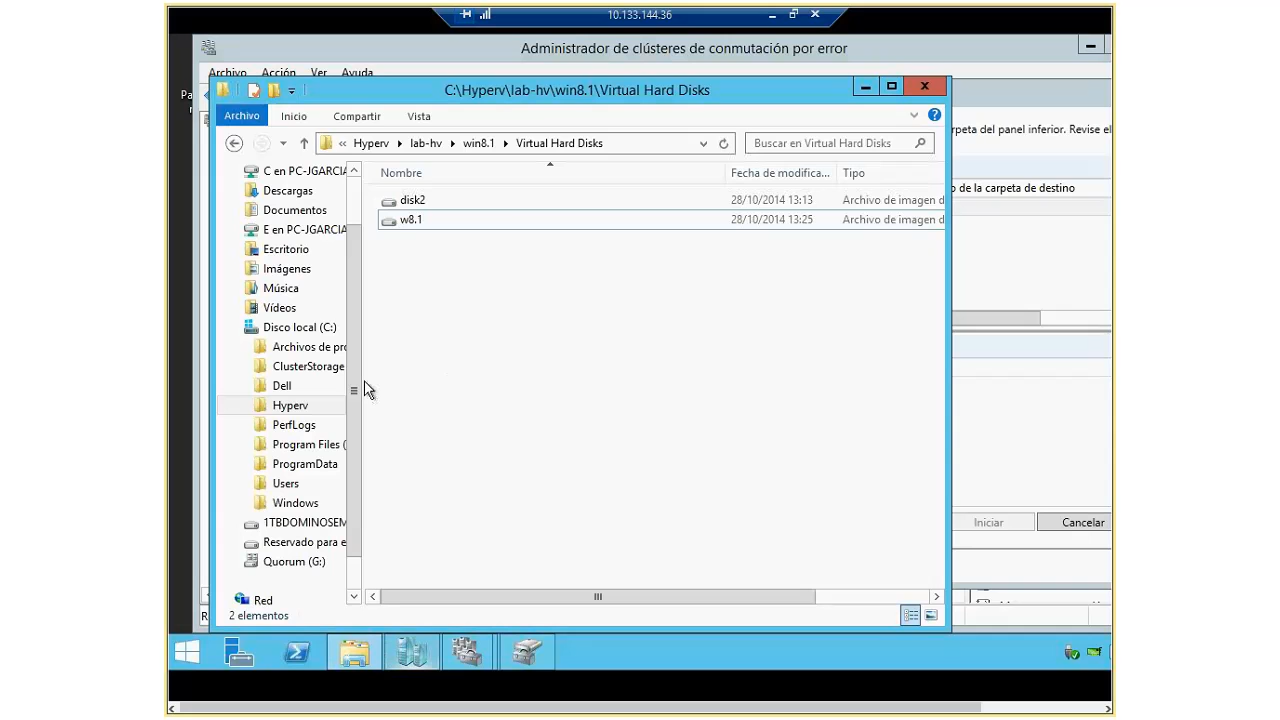 10.133.144.36
Administrador de clústeres de conmutación por error
Archivo Acción Ver Ayuda
C:\Hyperv\lab-hv\win8.1\Virtual Hard Disks
Archivo Inicio Compartir Vista
rpeta del panel inferior. Revise el
« Hyperv lab-hv win8.1 Virtual Hard Disks
Buscar en Virtual Hard Disks
Nombre Fecha de modifica... Tipo
o de la carpeta de destino
disk2 28/10/2014 13:13 Archivo de imagen d
w8.1 28/10/2014 13:25 Archivo de imagen d
C en PC-JGARCIA
Descargas
Documentos
E en PC-JGARCIA
Escritorio
Imágenes
Música
Vídeos
Disco local (C:)
Archivos de pro
ClusterStorage
Dell
Hyperv
PerfLogs
Program Files (
ProgramData
Users
Windows
1TBDOMINOSEM
Reservado para e
Quorum (G:)
Red
Iniciar Cancelar
2 elementos